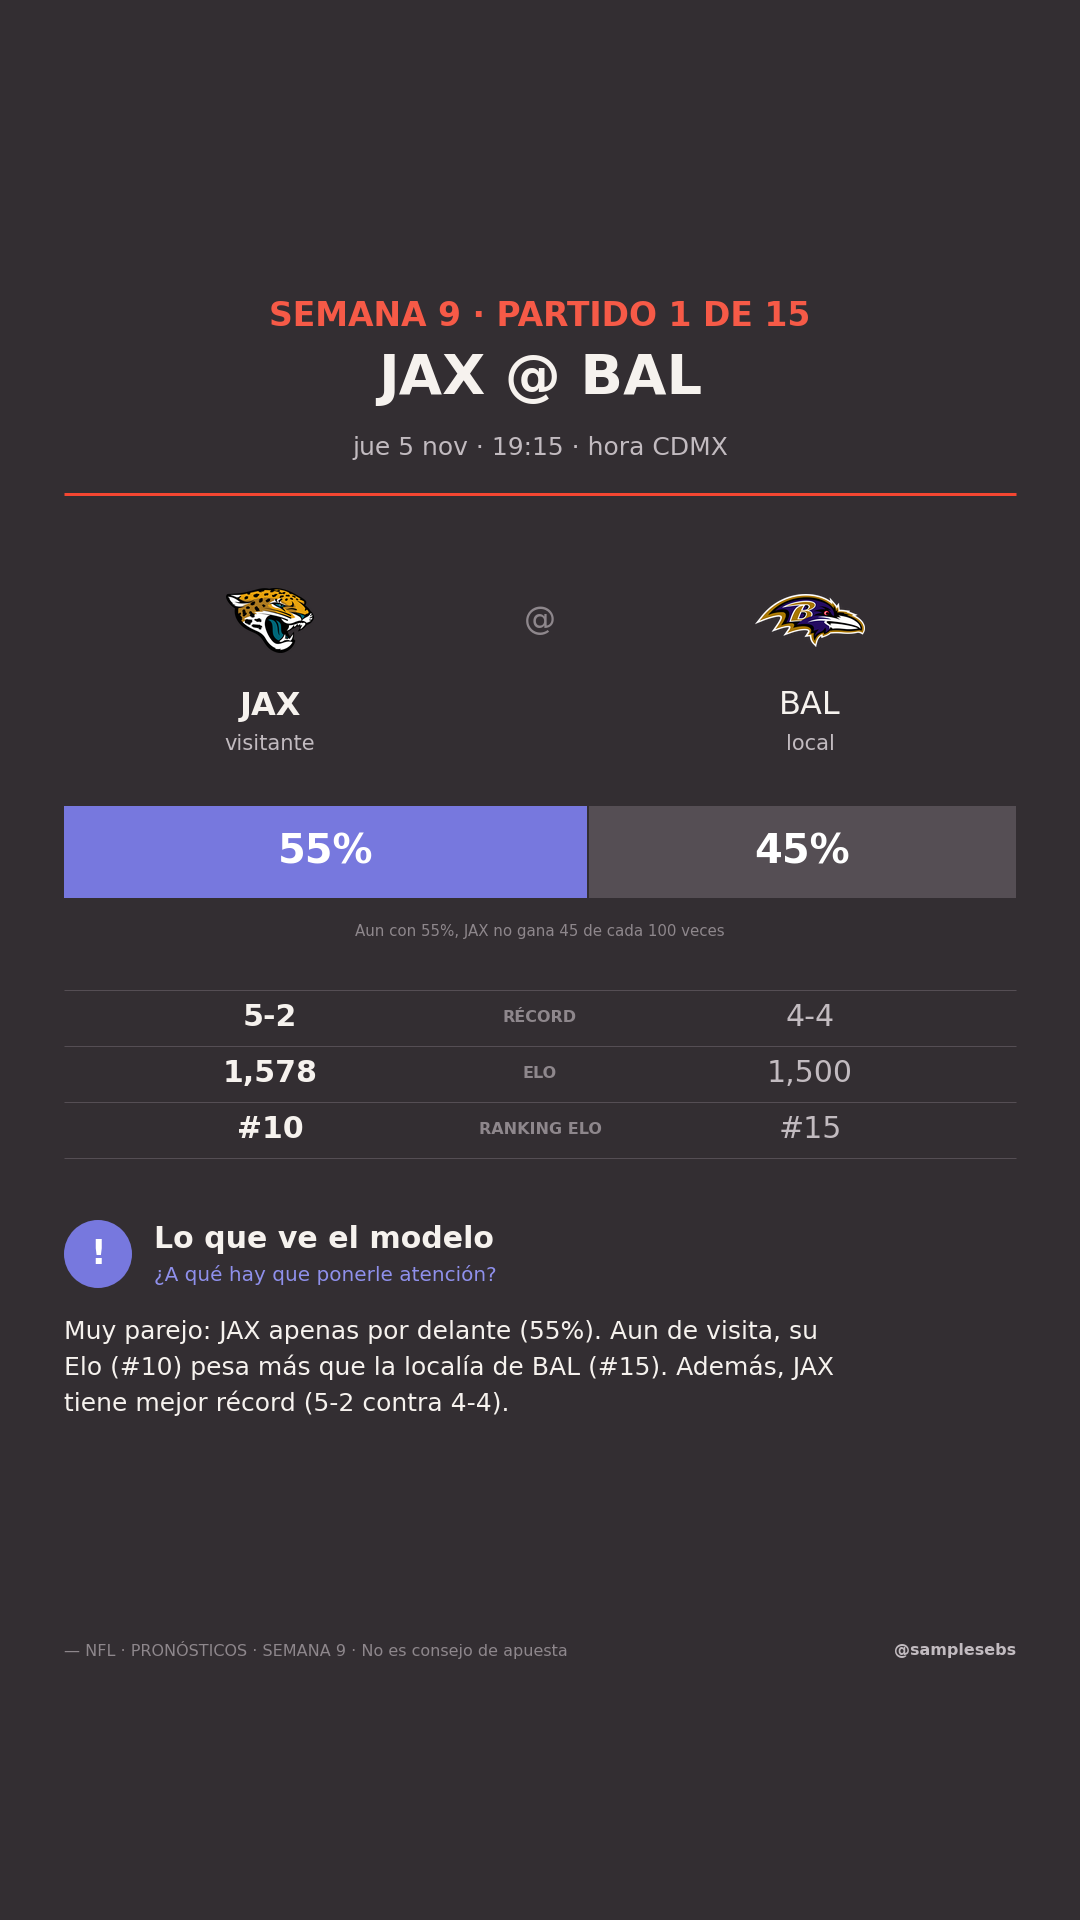 SEMANA 9 · PARTIDO 1 DE 15
JAX @ BAL
jue 5 nov · 19:15 · hora CDMX
@
B
JAX
BAL
visitante
local
55%
45%
Aun con 55%, JAX no gana 45 de cada 100 veces
5-2
RÉCORD
4-4
1,578
ELO
1,500
#10
RANKING ELO
#15
!
Lo que ve el modelo
¿A qué hay que ponerle atención?
Muy parejo: JAX apenas por delante (55%). Aun de visita, su
Elo (#10) pesa más que la localía de BAL (#15). Además, JAX
tiene mejor récord (5-2 contra 4-4).
— NFL · PRONÓSTICOS · SEMANA 9 · No es consejo de apuesta
@samplesebs